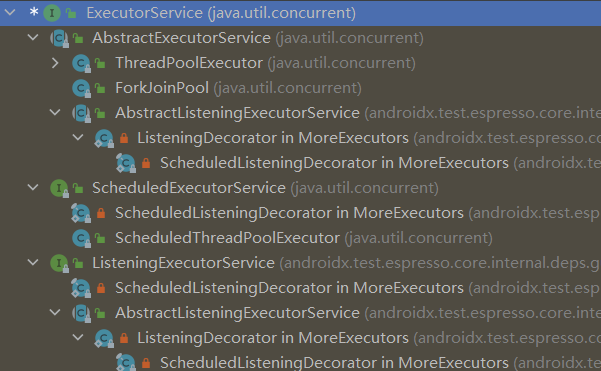 * I ExecutorService (java.util.concurrent)
C AbstractExecutorService (java.util.concurrent)
C ThreadPoolExecutor (java.util.concurrent)
C ForkJoinPool (java.util.concurrent)
C AbstractListeningExecutorService (androidx.test.espresso.core.inte
C ListeningDecorator in MoreExecutors (androidx.test.espresso.co
C ScheduledListeningDecorator in MoreExecutors (androidx.te
I ScheduledExecutorService (java.util.concurrent)
C ScheduledListeningDecorator in MoreExecutors (androidx.test.esp
C ScheduledThreadPoolExecutor (java.util.concurrent)
I ListeningExecutorService (androidx.test.espresso.core.internal.deps.g
C ScheduledListeningDecorator in MoreExecutors (androidx.test.esp
C AbstractListeningExecutorService (androidx.test.espresso.core.inte
C ListeningDecorator in MoreExecutors (androidx.test.espresso.co
C ScheduledListeningDecorator in MoreExecutors (androidx.te